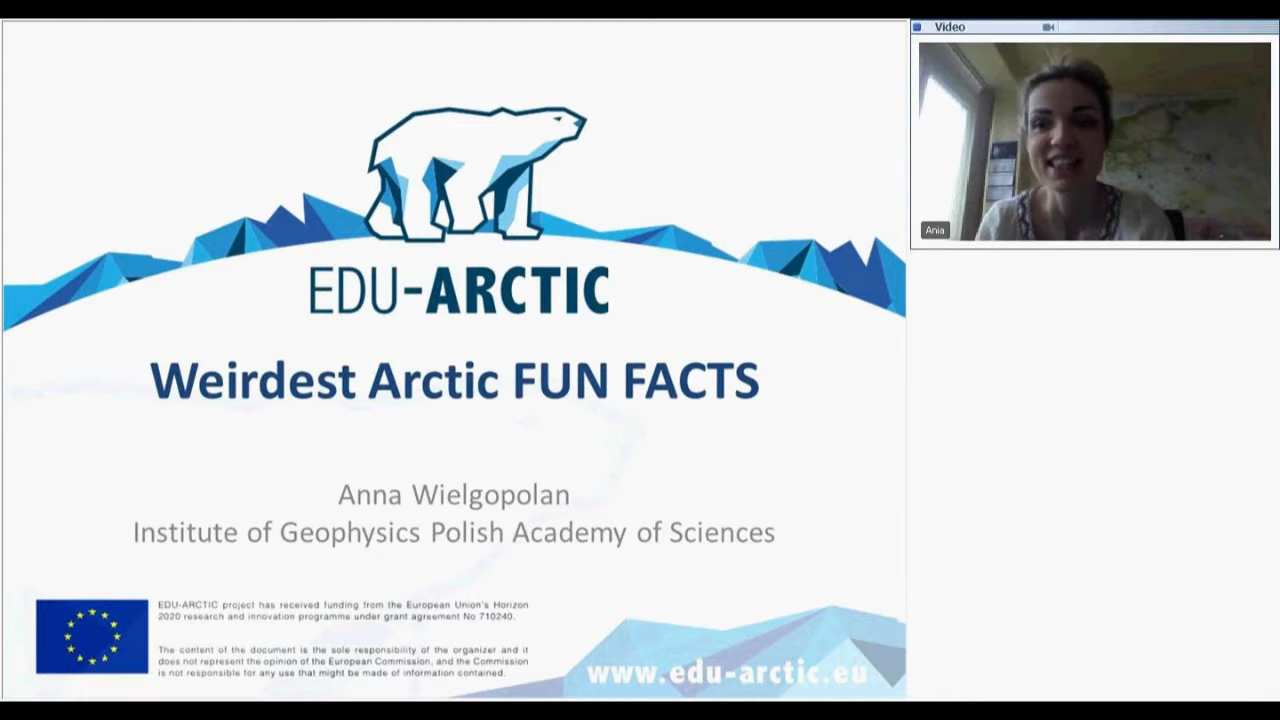 Video
Ania
EDU-ARCTIC
Weirdest Arctic FUN FACTS
Anna Wielgopolan
Institute of Geophysics Polish Academy of Sciences
EDU-ARCTIC project has received funding from the European Union's Horizon
2020 research and innovation programme under grant agreement No 710240.
The content of the document is the sole responsibility of the organizer and it
does not represent the opinion of the European Commission, and the Commission
is not responsible for any use that might be made of information contained.
www.edu-arctic.eu